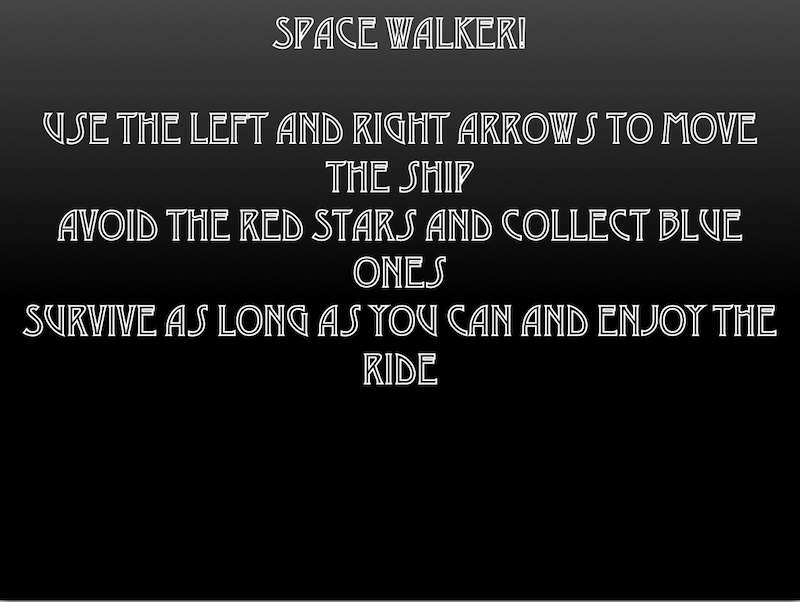 SPACE WALKER!
USE THE LEFT AND RIGHT ARROWS TO MOVE
THE SHIP
AVOID THE RED STARS AND COLLECT BLUE
ONES
SURVIVE AS LONG AS YOU CAN AND ENJOY THE
RIDE